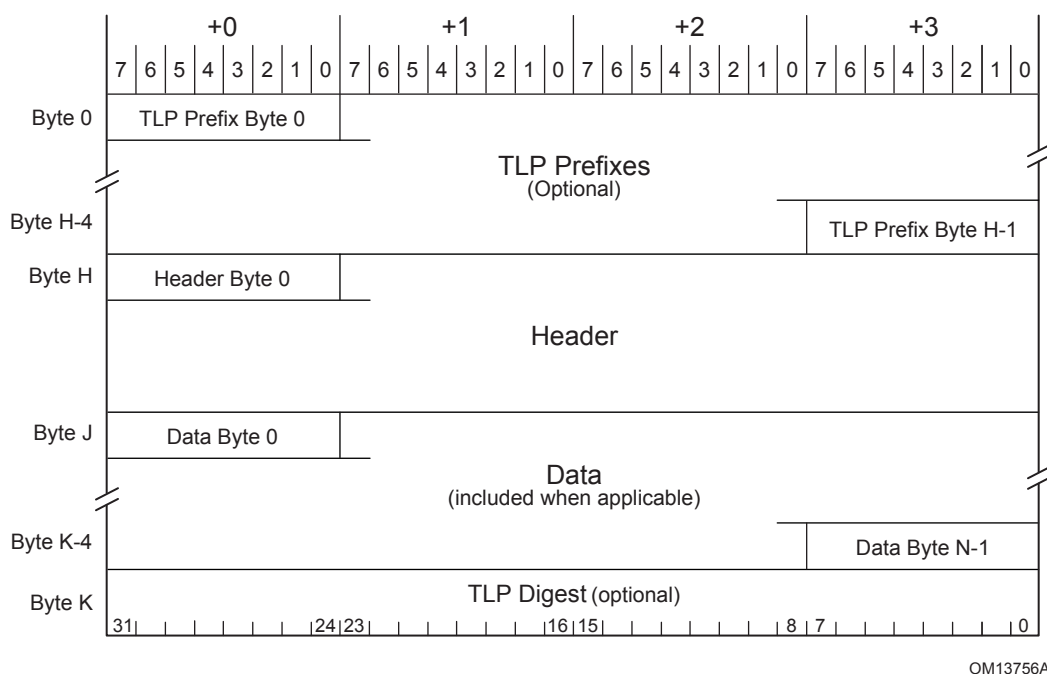 +0 +1 +2 +3
7 6 5 4 3 2 1 0 7 6 5 4 3 2 1 0 7 6 5 4 3 2 1 0 7 6 5 4 3 2 1 0
Byte 0 TLP Prefix Byte 0
TLP Prefixes
(Optional)
Byte H-4 TLP Prefix Byte H-1
Byte H Header Byte 0
Header
Byte J Data Byte 0
Data
(included when applicable)
Byte K-4 Data Byte N-1
Byte K TLP Digest (optional)
31 24 23 16 15 8 7 0
OM13756A